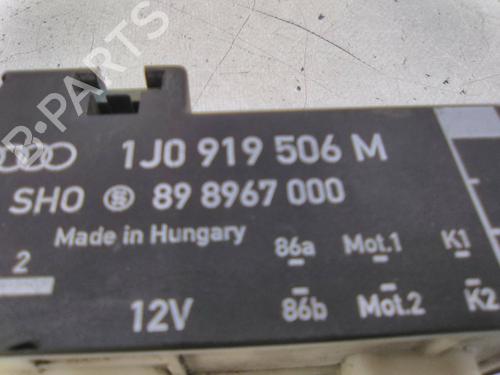 B-PARTS
1J0 919 506 M
SHO 89 8967 000
Made in Hungary
86a Mot.1 K1
2
86b Mot.2 K2
12V